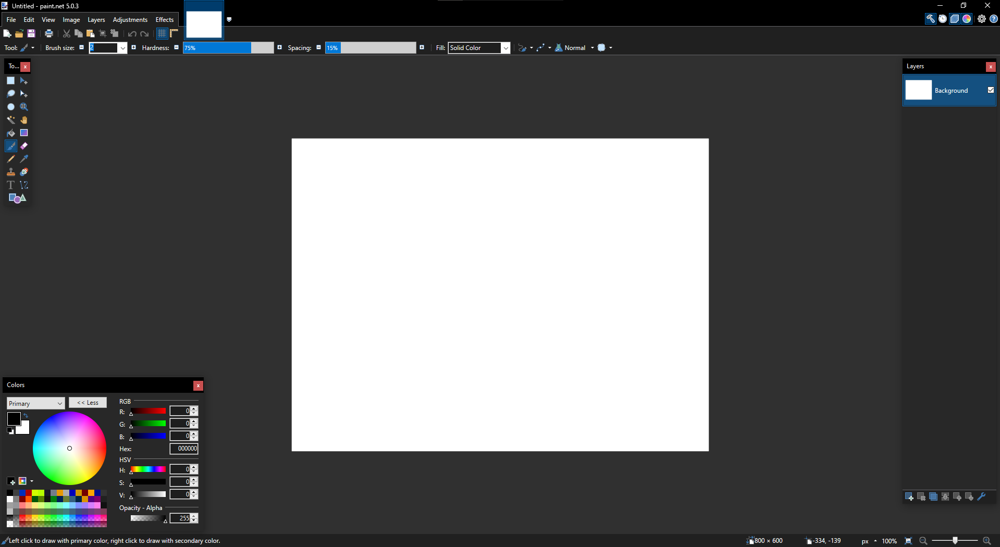 Untitled - paint.net 5.0.3
File Edit View Image Layers Adjustments Effects
Tool: Brush size: 2 Hardness: 75% Spacing: 15% Fill: Solid Color Normal
To... x
Layers x
Background
Colors x
Primary << Less
RGB
R: 0
G: 0
B: 0
Hex: 000000
HSV
H: 0
S: 0
V: 0
Opacity - Alpha
255
Left click to draw with primary color, right click to draw with secondary color. 800 × 600 -334, -139 px 100%